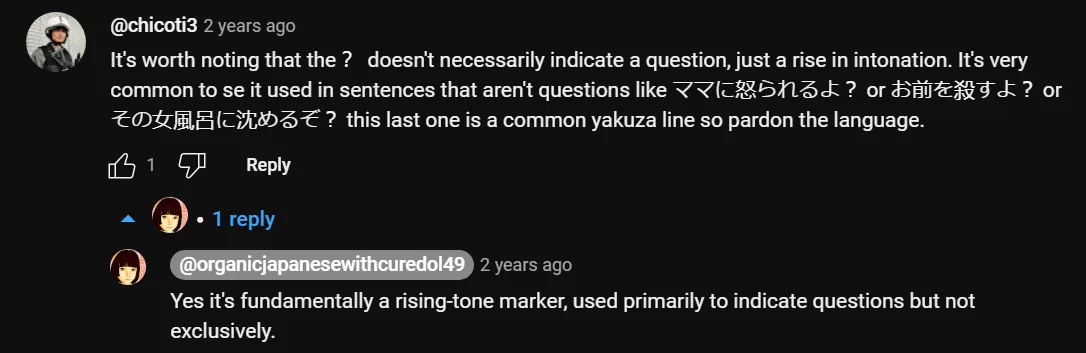 @chicoti3 2 years ago
It's worth noting that the ？ doesn't necessarily indicate a question, just a rise in intonation. It's very
common to se it used in sentences that aren't questions like ママに怒られるよ？ or お前を殺すよ？ or
その女風呂に沈めるぞ？ this last one is a common yakuza line so pardon the language.
1 Reply
1 reply
@organicjapanesewithcuredol49 2 years ago
Yes it's fundamentally a rising-tone marker, used primarily to indicate questions but not
exclusively.